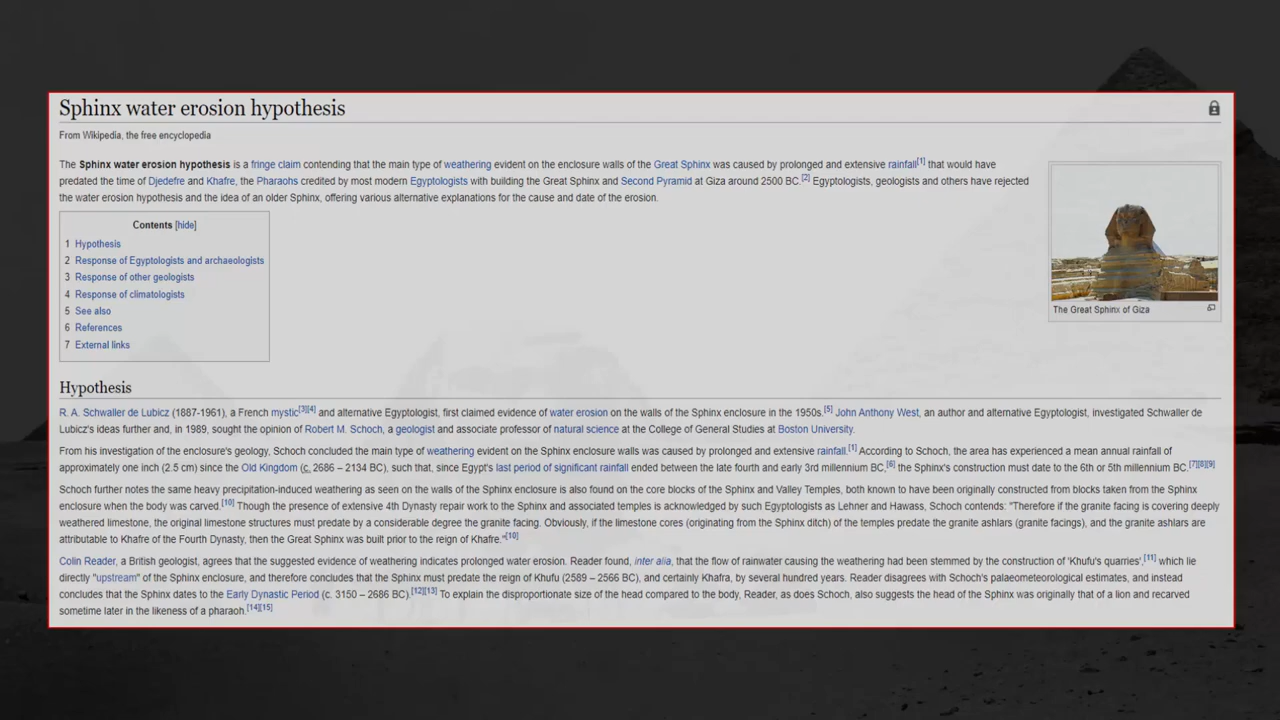 Sphinx water erosion hypothesis
From Wikipedia, the free encyclopedia
The Sphinx water erosion hypothesis is a fringe claim contending that the main type of weathering evident on the enclosure walls of the Great Sphinx was caused by prolonged and extensive rainfall[1] that would have
predated the time of Djedefre and Khafre, the Pharaohs credited by most modern Egyptologists with building the Great Sphinx and Second Pyramid at Giza around 2500 BC.[2] Egyptologists, geologists and others have rejected
the water erosion hypothesis and the idea of an older Sphinx, offering various alternative explanations for the cause and date of the erosion.
Contents [hide]
1 Hypothesis
2 Response of Egyptologists and archaeologists
3 Response of other geologists
4 Response of climatologists
5 See also
6 References
7 External links
The Great Sphinx of Giza
Hypothesis
R. A. Schwaller de Lubicz (1887-1961), a French mystic[3][4] and alternative Egyptologist, first claimed evidence of water erosion on the walls of the Sphinx enclosure in the 1950s.[5] John Anthony West, an author and alternative Egyptologist, investigated Schwaller de
Lubicz's ideas further and, in 1989, sought the opinion of Robert M. Schoch, a geologist and associate professor of natural science at the College of General Studies at Boston University.
From his investigation of the enclosure's geology, Schoch concluded the main type of weathering evident on the Sphinx enclosure walls was caused by prolonged and extensive rainfall.[1] According to Schoch, the area has experienced a mean annual rainfall of
approximately one inch (2.5 cm) since the Old Kingdom (c. 2686 – 2134 BC), such that, since Egypt's last period of significant rainfall ended between the late fourth and early 3rd millennium BC,[6] the Sphinx's construction must date to the 6th or 5th millennium BC.[7][8][9]
Schoch further notes the same heavy precipitation-induced weathering as seen on the walls of the Sphinx enclosure is also found on the core blocks of the Sphinx and Valley Temples, both known to have been originally constructed from blocks taken from the Sphinx
enclosure when the body was carved.[10] Though the presence of extensive 4th Dynasty repair work to the Sphinx and associated temples is acknowledged by such Egyptologists as Lehner and Hawass, Schoch contends: "Therefore if the granite facing is covering deeply
weathered limestone, the original limestone structures must predate by a considerable degree the granite facing. Obviously, if the limestone cores (originating from the Sphinx ditch) of the temples predate the granite ashlars (granite facings), and the granite ashlars are
attributable to Khafre of the Fourth Dynasty, then the Great Sphinx was built prior to the reign of Khafre."[10]
Colin Reader, a British geologist, agrees that the suggested evidence of weathering indicates prolonged water erosion. Reader found, inter alia, that the flow of rainwater causing the weathering had been stemmed by the construction of 'Khufu's quarries',[11] which lie
directly "upstream" of the Sphinx enclosure, and therefore concludes that the Sphinx must predate the reign of Khufu (2589 – 2566 BC), and certainly Khafra, by several hundred years. Reader disagrees with Schoch's palaeometeorological estimates, and instead
concludes that the Sphinx dates to the Early Dynastic Period (c. 3150 – 2686 BC).[12][13] To explain the disproportionate size of the head compared to the body, Reader, as does Schoch, also suggests the head of the Sphinx was originally that of a lion and recarved
sometime later in the likeness of a pharaoh.[14][15]